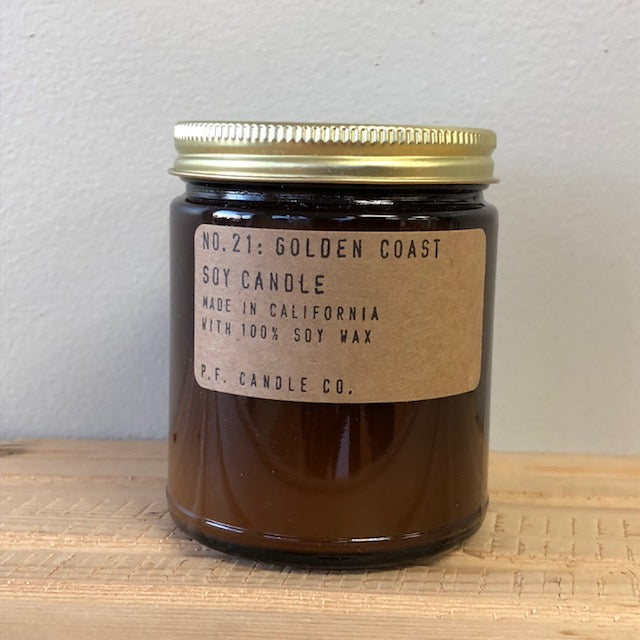 NO.21: GOLDEN COAST
SOY CANDLE
MADE IN CALIFORNIA
WITH 100% SOY WAX
P.F. CANDLE CO.